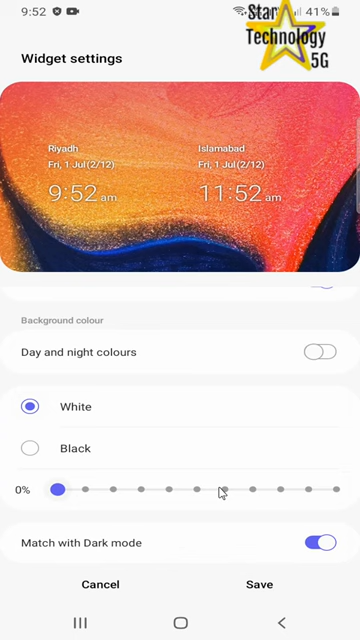 9:52
41%
Star
Technology
5G
Widget settings
Riyadh
Islamabad
Fri, 1 Jul(2/12)
Fri, 1 Jul(2/12)
9:52 am
11:52 am
Background colour
Day and night colours
White
Black
0%
Match with Dark mode
Cancel
Save